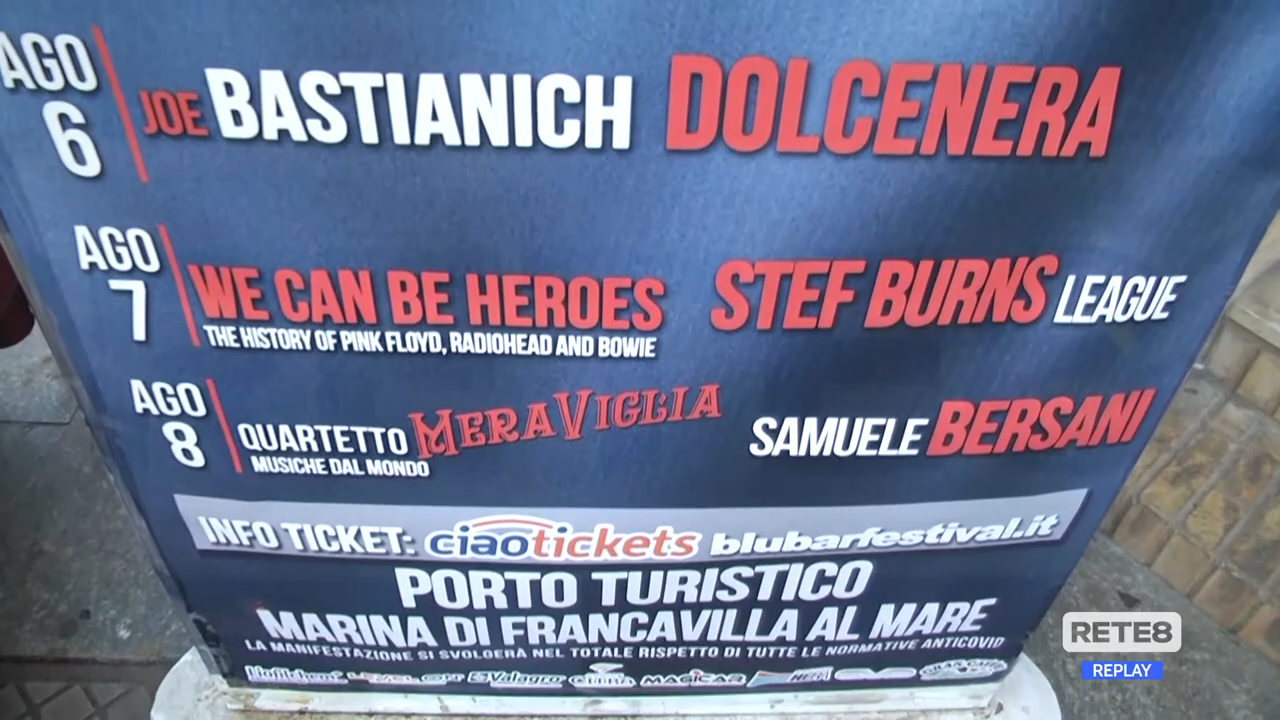 AGO 6
JOE BASTIANICH DOLCENERA
AGO 7
WE CAN BE HEROES STEF BURNS LEAGUE
THE HISTORY OF PINK FLOYD, RADIOHEAD AND BOWIE
AGO 8
QUARTETTO MERAVIGLIA SAMUELE BERSANI
MUSICHE DAL MONDO
INFO TICKET: ciaotickets blubarfestival.it
PORTO TURISTICO
MARINA DI FRANCAVILLA AL MARE
LA MANIFESTAZIONE SI SVOLGERÀ NEL TOTALE RISPETTO DI TUTTE LE NORMATIVE ANTICOVID
Valagro MAGICAR
RETE8
REPLAY